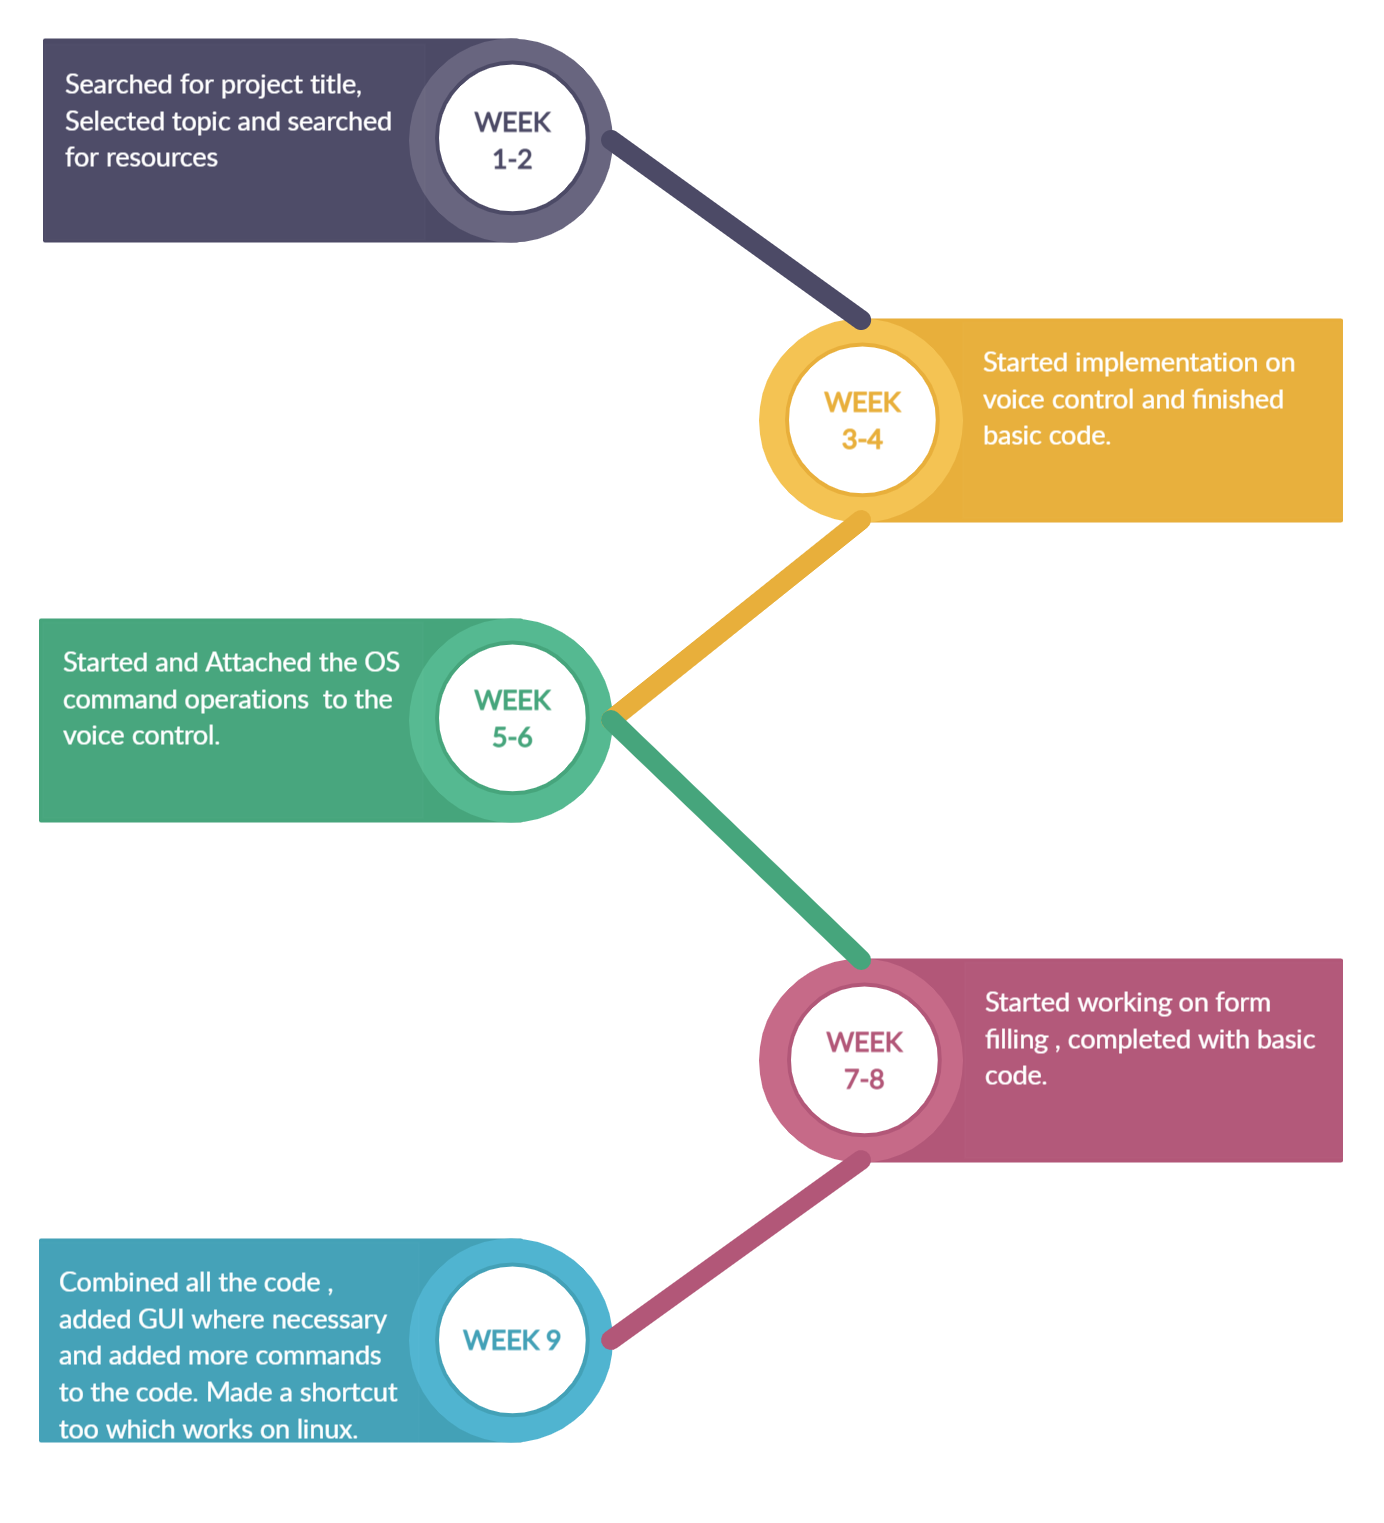 Searched for project title,
Selected topic and searched
for resources
WEEK
1-2
WEEK
3-4
Started implementation on
voice control and finished
basic code.
Started and Attached the OS
command operations  to the
voice control.
WEEK
5-6
WEEK
7-8
Started working on form
filling , completed with basic
code.
Combined all the code ,
added GUI where necessary
and added more commands
to the code. Made a shortcut
too which works on linux.
WEEK 9